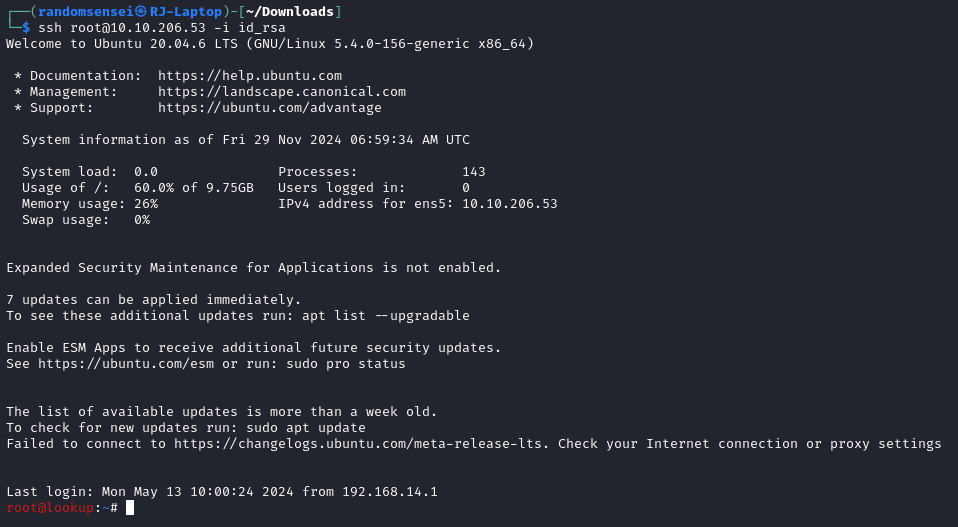 ┌──(randomsensei㉿RJ-Laptop)-[~/Downloads]
└─$ ssh root@10.10.206.53 -i id_rsa
Welcome to Ubuntu 20.04.6 LTS (GNU/Linux 5.4.0-156-generic x86_64)
* Documentation:  https://help.ubuntu.com
* Management:     https://landscape.canonical.com
* Support:        https://ubuntu.com/advantage
System information as of Fri 29 Nov 2024 06:59:34 AM UTC
System load:  0.0               Processes:             143
Usage of /:   60.0% of 9.75GB   Users logged in:       0
Memory usage: 26%               IPv4 address for ens5: 10.10.206.53
Swap usage:   0%
Expanded Security Maintenance for Applications is not enabled.
7 updates can be applied immediately.
To see these additional updates run: apt list --upgradable
Enable ESM Apps to receive additional future security updates.
See https://ubuntu.com/esm or run: sudo pro status
The list of available updates is more than a week old.
To check for new updates run: sudo apt update
Failed to connect to https://changelogs.ubuntu.com/meta-release-lts. Check your Internet connection or proxy settings
Last login: Mon May 13 10:00:24 2024 from 192.168.14.1
root@lookup:~#